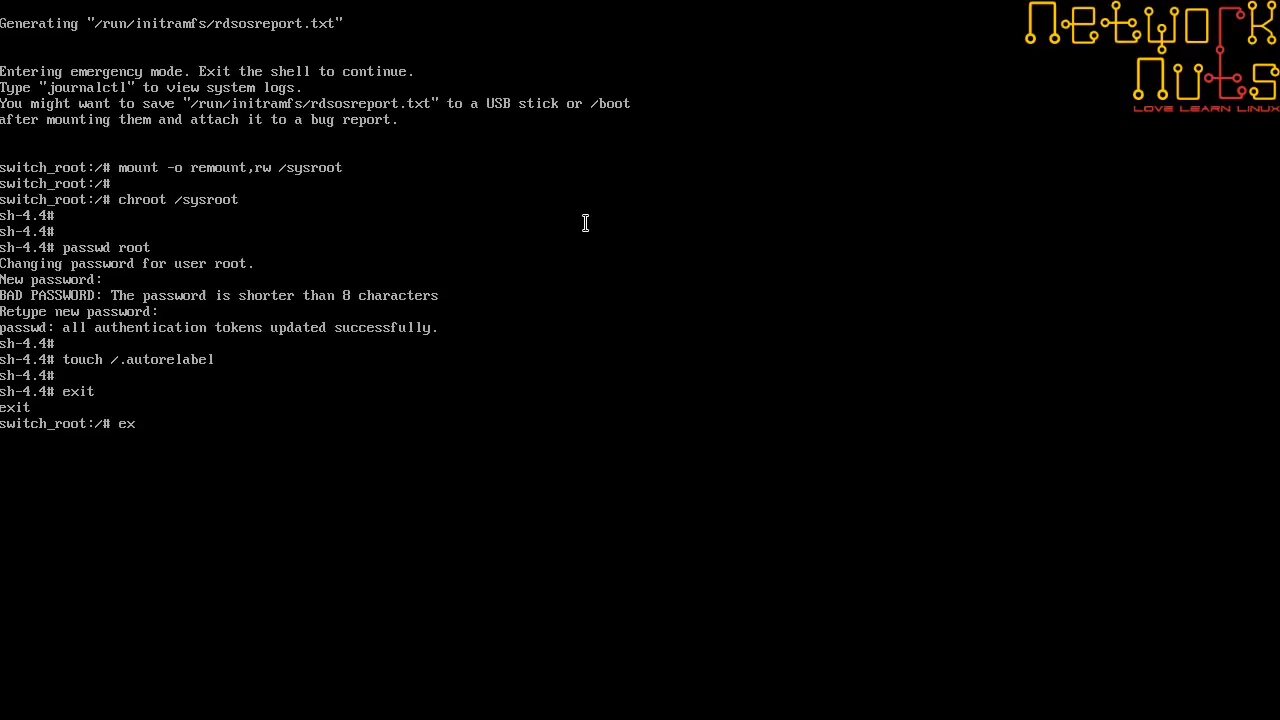 Generating "/run/initramfs/rdsosreport.txt"
Entering emergency mode. Exit the shell to continue.
Type "journalctl" to view system logs.
You might want to save "/run/initramfs/rdsosreport.txt" to a USB stick or /boot
after mounting them and attach it to a bug report.
switch_root:/# mount -o remount,rw /sysroot
switch_root:/#
switch_root:/# chroot /sysroot
sh-4.4#
sh-4.4#
sh-4.4# passwd root
Changing password for user root.
New password:
BAD PASSWORD: The password is shorter than 8 characters
Retype new password:
passwd: all authentication tokens updated successfully.
sh-4.4#
sh-4.4# touch /.autorelabel
sh-4.4#
sh-4.4# exit
exit
switch_root:/# ex
Network
Nuts
LOVE LEARN LINUX